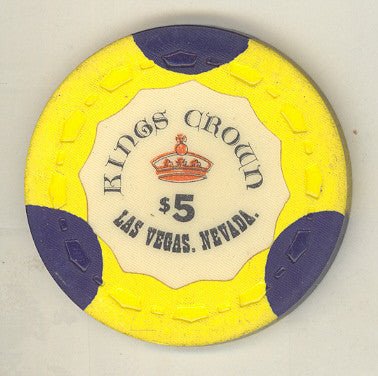 KINGS CROWN
$5
LAS VEGAS. NEVADA.